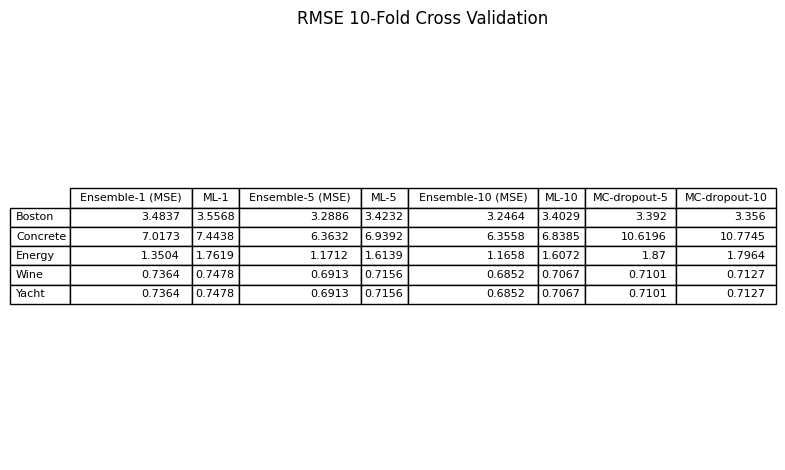 RMSE 10-Fold Cross Validation
Ensemble-1 (MSE) ML-1 Ensemble-5 (MSE) ML-5 Ensemble-10 (MSE) ML-10 MC-dropout-5 MC-dropout-10
Boston 3.4837 3.5568 3.2886 3.4232 3.2464 3.4029 3.392 3.356
Concrete 7.0173 7.4438 6.3632 6.9392 6.3558 6.8385 10.6196 10.7745
Energy 1.3504 1.7619 1.1712 1.6139 1.1658 1.6072 1.87 1.7964
Wine 0.7364 0.7478 0.6913 0.7156 0.6852 0.7067 0.7101 0.7127
Yacht 0.7364 0.7478 0.6913 0.7156 0.6852 0.7067 0.7101 0.7127